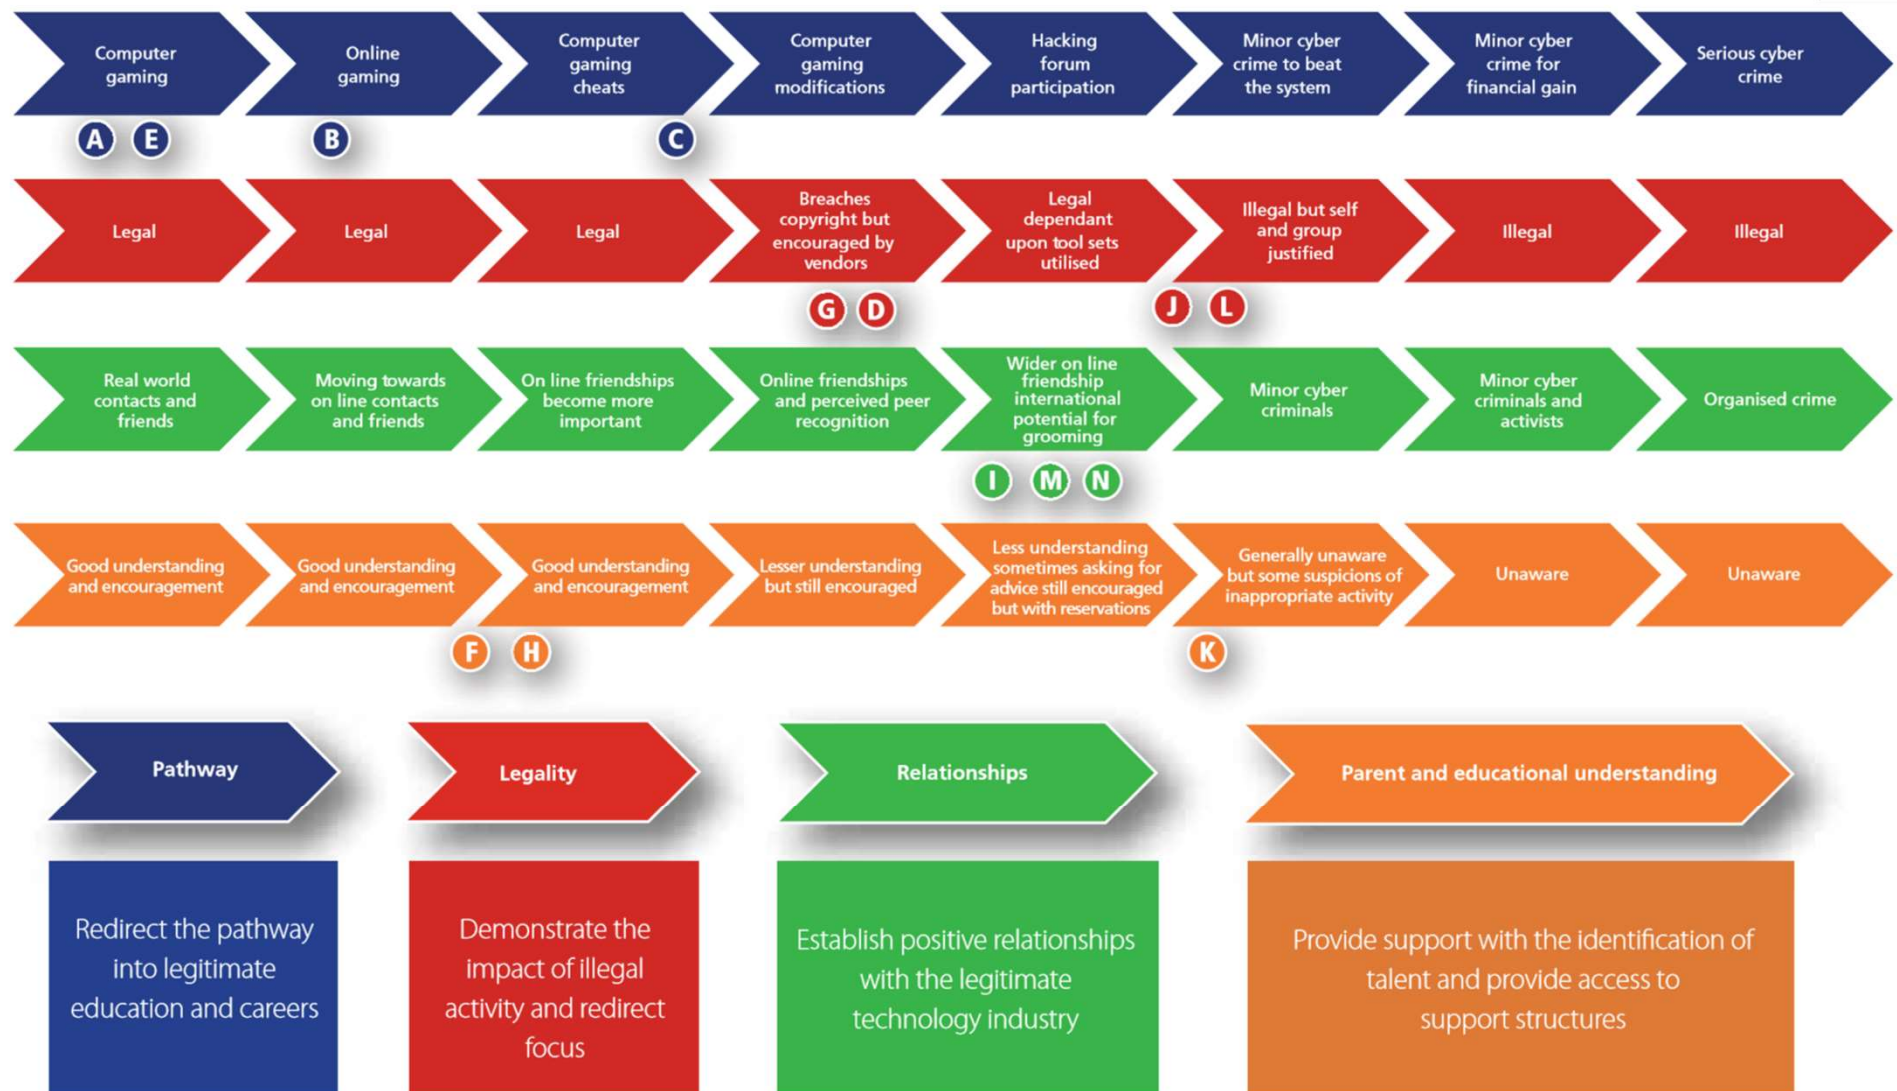 Computer
gaming
Online
gaming
Computer
gaming
cheats
Computer
gaming
modifications
Hacking
forum
participation
Minor cyber
crime to beat
the system
Minor cyber
crime for
financial gain
Serious cyber
crime
A
E
B
C
Legal
Legal
Legal
Breaches
copyright but
encouraged by
vendors
Legal
dependant
upon tool sets
utilised
Illegal but self
and group
justified
Illegal
Illegal
G
D
J
L
Real world
contacts and
friends
Moving towards
on line contacts
and friends
On line friendships
become more
important
Online friendships
and perceived peer
recognition
Wider on line
friendship
international
potential for
grooming
Minor cyber
criminals
Minor cyber
criminals and
activists
Organised crime
I
M
N
Good understanding
and encouragement
Good understanding
and encouragement
Good understanding
and encouragement
Lesser understanding
but still encouraged
Less understanding
sometimes asking for
advice still encouraged
but with reservations
Generally unaware
but some suspicions of
inappropriate activity
Unaware
Unaware
F
H
K
Pathway
Legality
Relationships
Parent and educational understanding
Redirect the pathway
into legitimate
education and careers
Demonstrate the
impact of illegal
activity and redirect
focus
Establish positive relationships
with the legitimate
technology industry
Provide support with the identification of
talent and provide access to
support structures